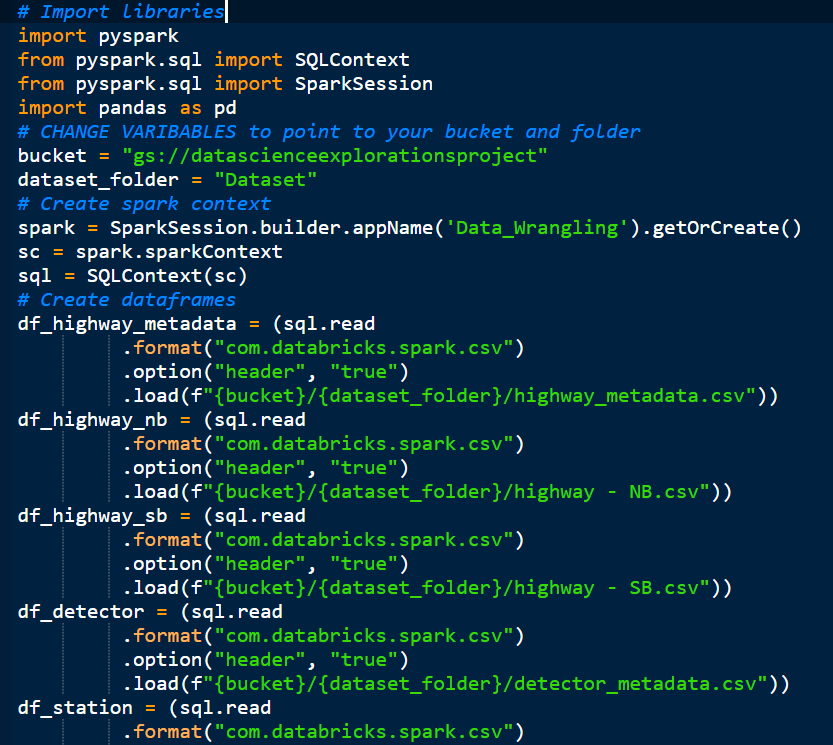 # Import libraries
import pyspark
from pyspark.sql import SQLContext
from pyspark.sql import SparkSession
import pandas as pd
# CHANGE VARIBABLES to point to your bucket and folder
bucket = "gs://datascienceexplorationsproject"
dataset_folder = "Dataset"
# Create spark context
spark = SparkSession.builder.appName('Data_Wrangling').getOrCreate()
sc = spark.sparkContext
sql = SQLContext(sc)
# Create dataframes
df_highway_metadata = (sql.read
.format("com.databricks.spark.csv")
.option("header", "true")
.load(f"{bucket}/{dataset_folder}/highway_metadata.csv"))
df_highway_nb = (sql.read
.format("com.databricks.spark.csv")
.option("header", "true")
.load(f"{bucket}/{dataset_folder}/highway - NB.csv"))
df_highway_sb = (sql.read
.format("com.databricks.spark.csv")
.option("header", "true")
.load(f"{bucket}/{dataset_folder}/highway - SB.csv"))
df_detector = (sql.read
.format("com.databricks.spark.csv")
.option("header", "true")
.load(f"{bucket}/{dataset_folder}/detector_metadata.csv"))
df_station = (sql.read
.format("com.databricks.spark.csv")